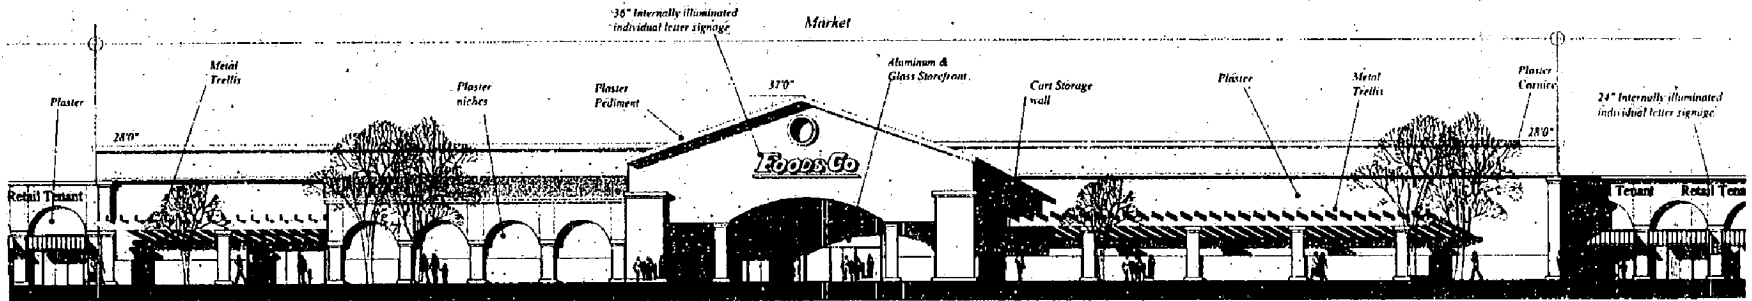 36" Internally illuminated
individual letter signage
Market
Metal
Trellis
Plaster
Plaster
niches
Plaster
Pediment
37'0"
Aluminum &
Glass Storefront
Cart Storage
wall
Plaster
Metal
Trellis
Plaster
Cornice
24" Internally illuminated
individual letter signage
28'0"
28'0"
FOODS Co
Retail Tenant
Tenant
Retail Tena